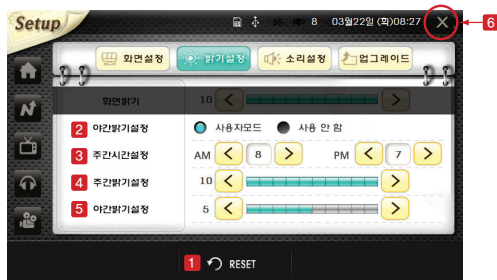 Setup
8 03월22일 (화)08:27 6
화면설정 밝기설정 소리설정 업그레이드
화면밝기 10
2 야간밝기설정 사용자모드 사용 안 함
3 주간시간설정 AM 8 PM 7
4 주간밝기설정 10
5 야간밝기설정 5
1 RESET